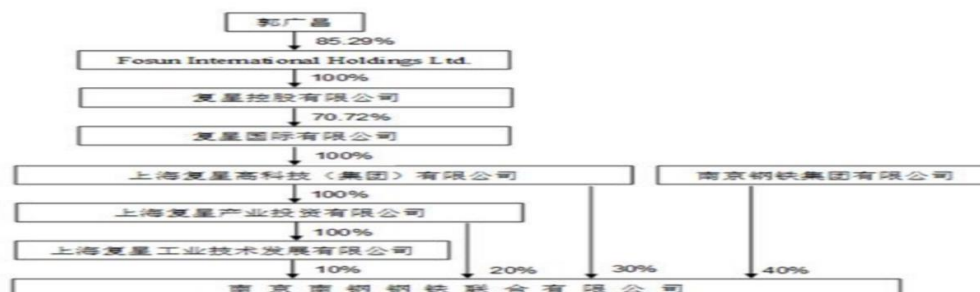 郭广昌
85.29%
Fosun International Holdings Ltd.
100%
复星控股有限公司
70.72%
复星国际有限公司
100%
上海复星高科技（集团）有限公司
南京钢铁集团有限公司
100%
上海复星产业投资有限公司
100%
上海复星工业技术发展有限公司
10%
20%
30%
40%
南京南钢钢铁联合有限公司